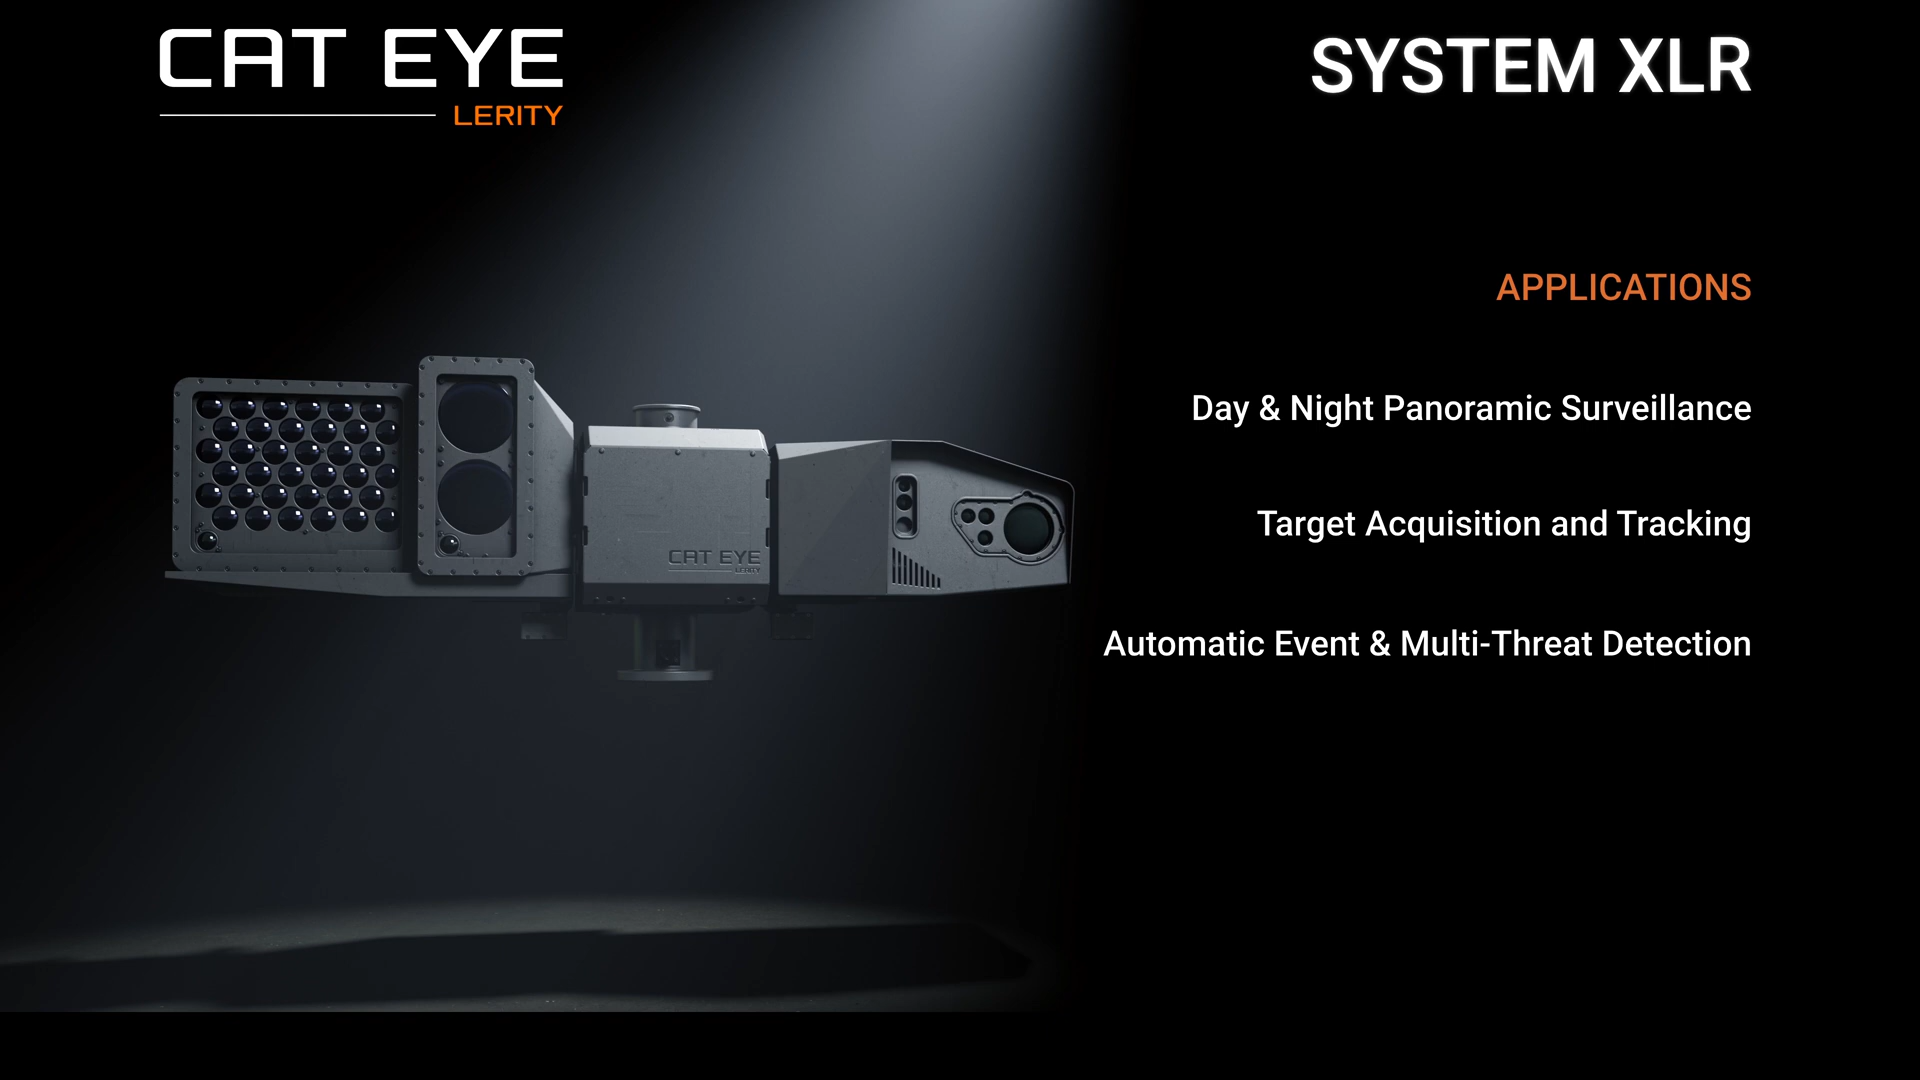 CAT EYE
LERITY
SYSTEM XLR
APPLICATIONS
Day & Night Panoramic Surveillance
Target Acquisition and Tracking
Automatic Event & Multi-Threat Detection
CAT EYE
LERITY